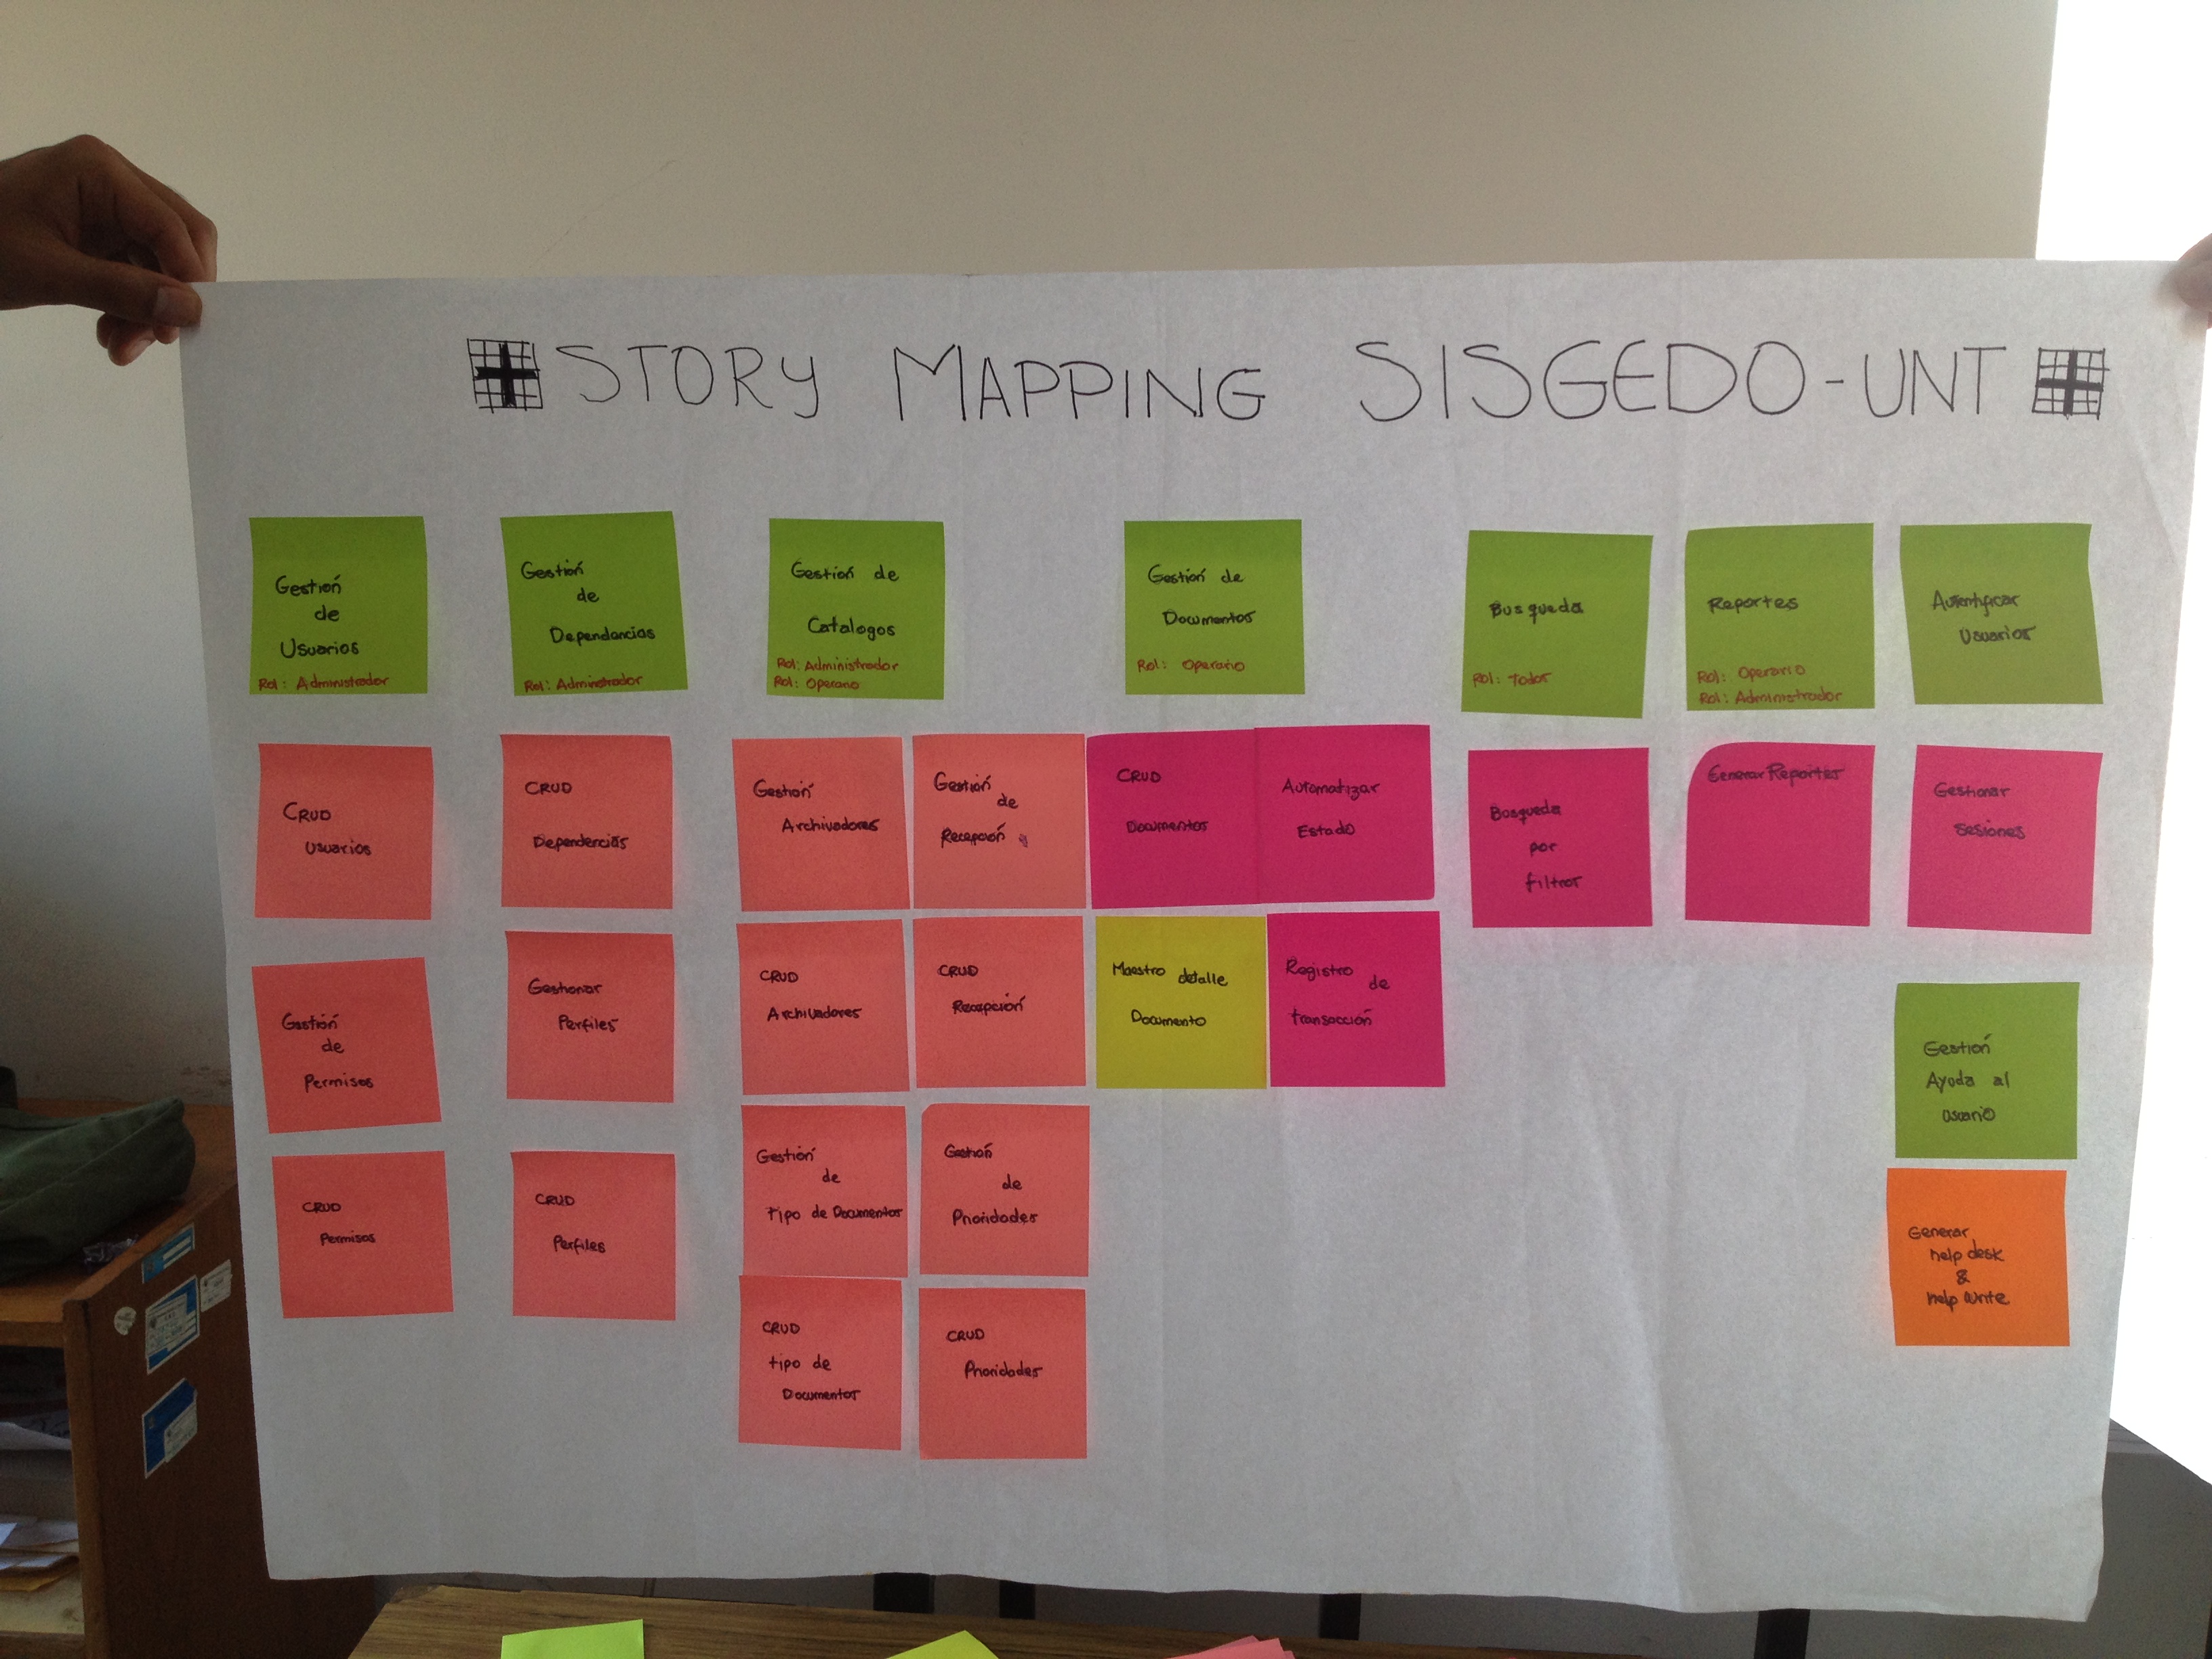 STORY MAPPING SISGEDO-UNT
Gestión
de
Usuarios
Rol: Administrador
Gestión
de
Dependencias
Rol: Administrador
Gestión de
Catalogos
Rol: Administrador
Rol: Operario
Gestión de
Documentos
Rol: Operario
Busqueda
Rol: Todos
Reportes
Rol: Operario
Rol: Administrador
Autentificar
Usuarios
CRUD
Usuarios
CRUD
Dependencias
Gestión
Archivadores
Gestión
de
Recepción
CRUD
Documentos
Automatizar
Estado
Busqueda
por
filtros
Generar Reportes
Gestionar
Sesiones
Gestión
de
Permisos
Gestionar
Perfiles
CRUD
Archivadores
CRUD
Recepción
Maestro detalle
Documento
Registro
de
transacción
Gestión
Ayuda al
usuario
CRUD
Permisos
CRUD
Perfiles
Gestión
de
Tipo de Documentos
Gestión
de
Prioridades
Generar
help desk
&
help write
CRUD
tipo de
Documentos
CRUD
Prioridades